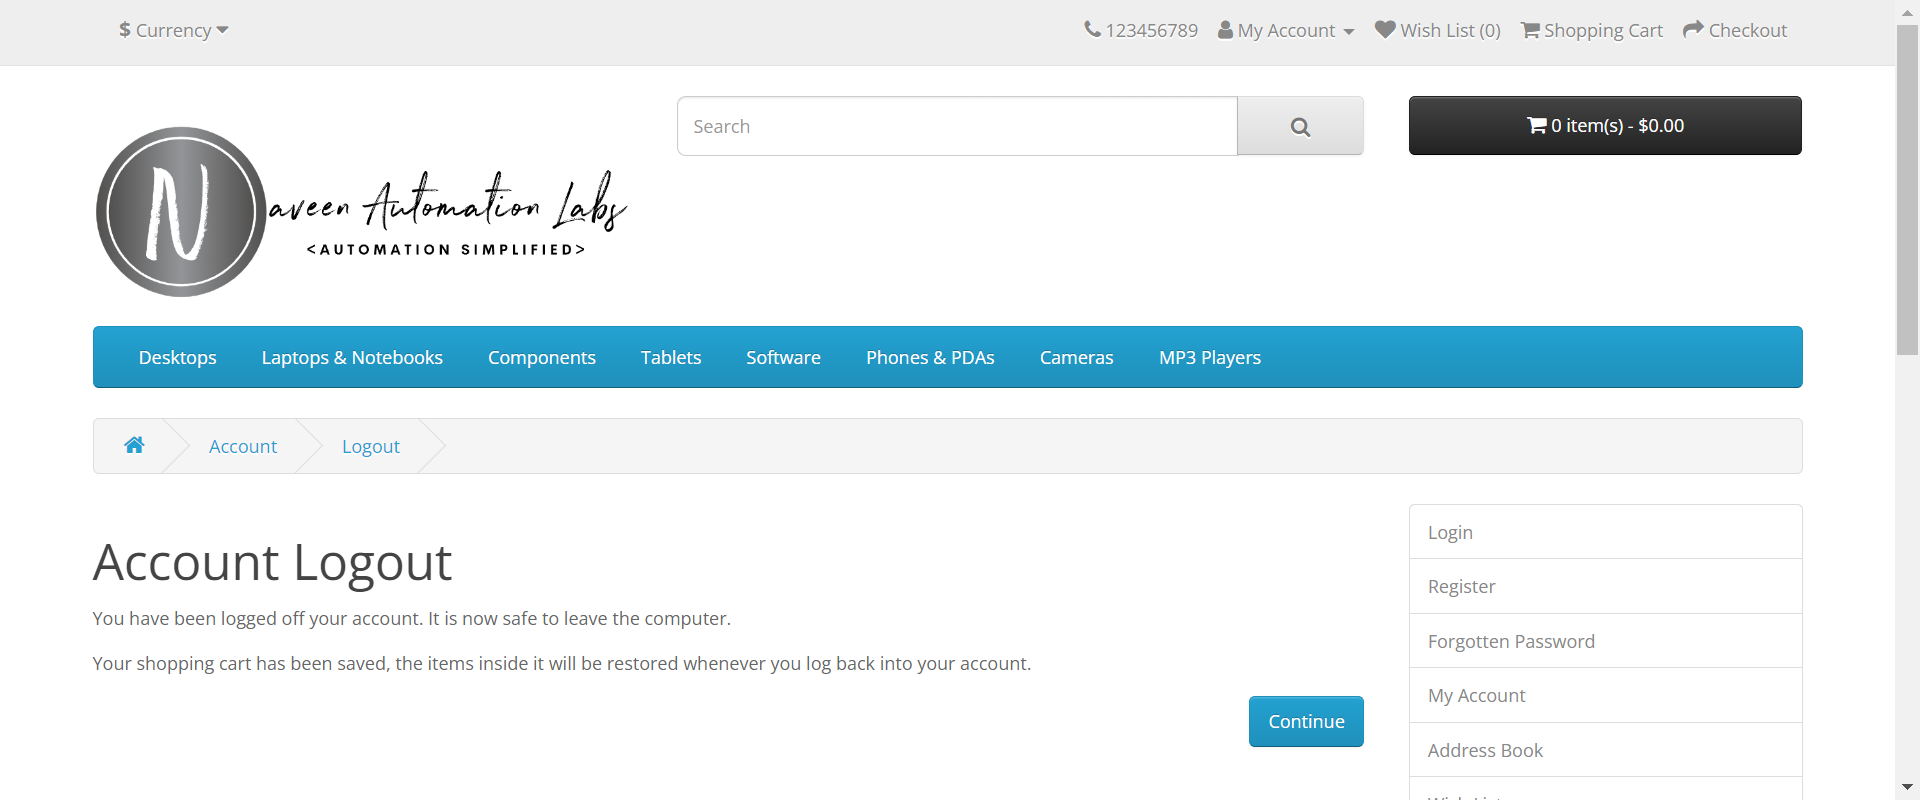 $ Currency
123456789 My Account Wish List (0) Shopping Cart Checkout
Search
0 item(s) - $0.00
Naveen Automation Labs
<AUTOMATION SIMPLIFIED>
Desktops Laptops & Notebooks Components Tablets Software Phones & PDAs Cameras MP3 Players
Account Logout
Account Logout
You have been logged off your account. It is now safe to leave the computer.
Your shopping cart has been saved, the items inside it will be restored whenever you log back into your account.
Continue
Login
Register
Forgotten Password
My Account
Address Book